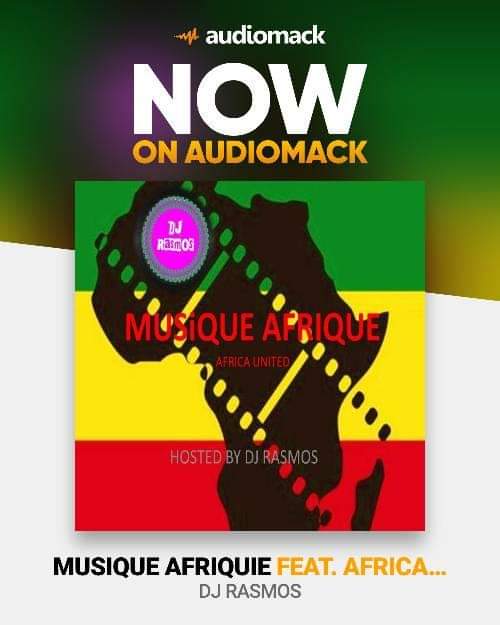 audiomack
NOW
ON AUDIOMACK
DJ
RASMOS
MUSiQUE AFRIQUE
AFRICA UNITED
HOSTED BY DJ RASMOS
MUSIQUE AFRIQUIE FEAT. AFRICA...
DJ RASMOS